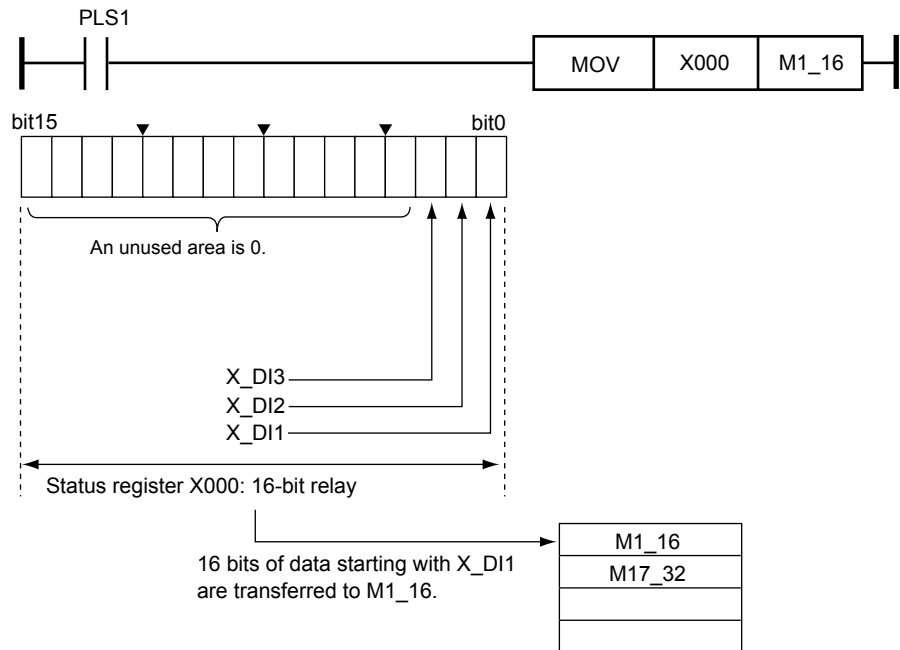 PLS1
MOV X000 M1_16
bit15 bit0
An unused area is 0.
X_DI3
X_DI2
X_DI1
Status register X000: 16-bit relay
16 bits of data starting with X_DI1
are transferred to M1_16.
M1_16
M17_32